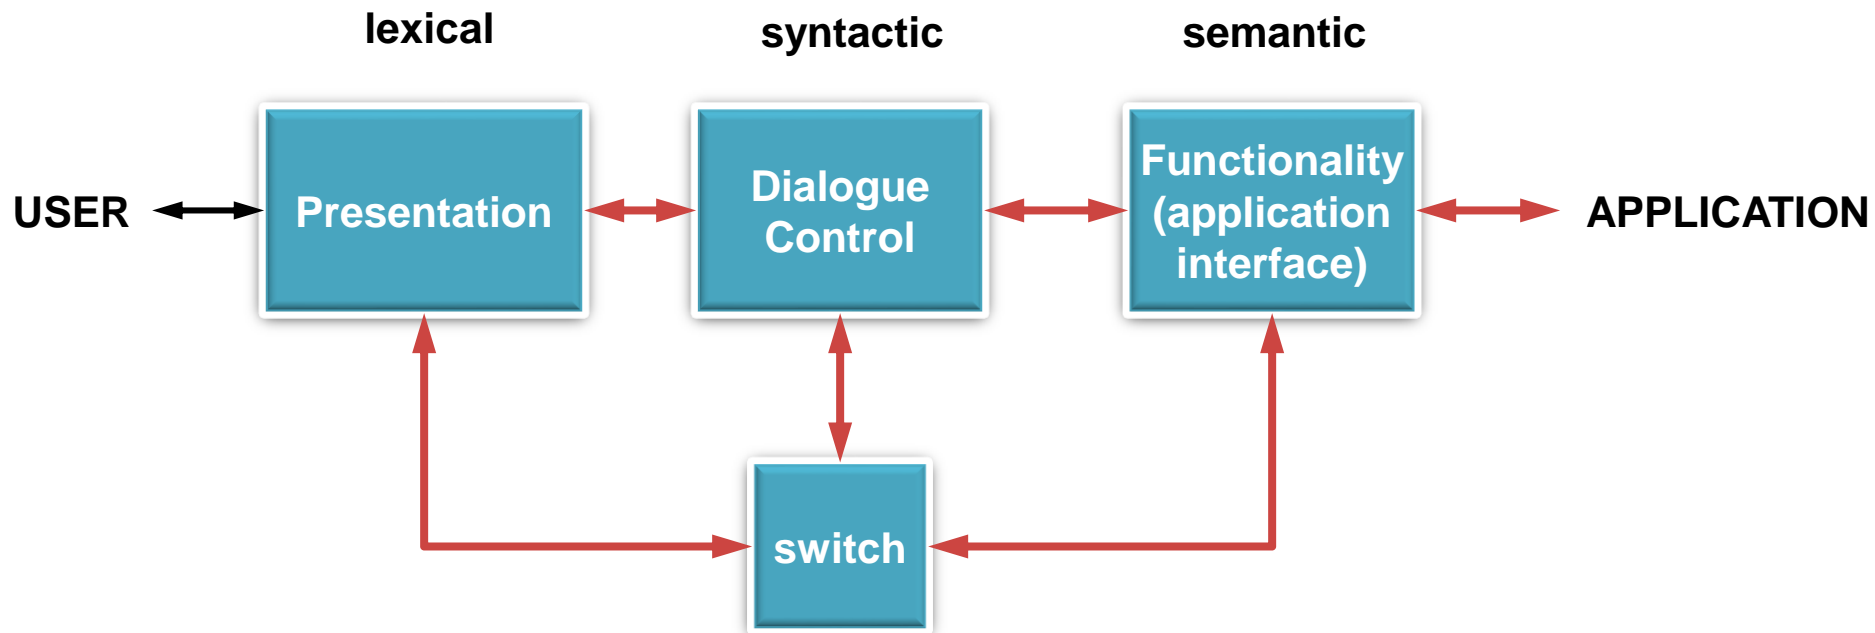 lexical
syntactic
semantic
USER
Presentation
Dialogue
Control
Functionality
(application
interface)
APPLICATION
switch